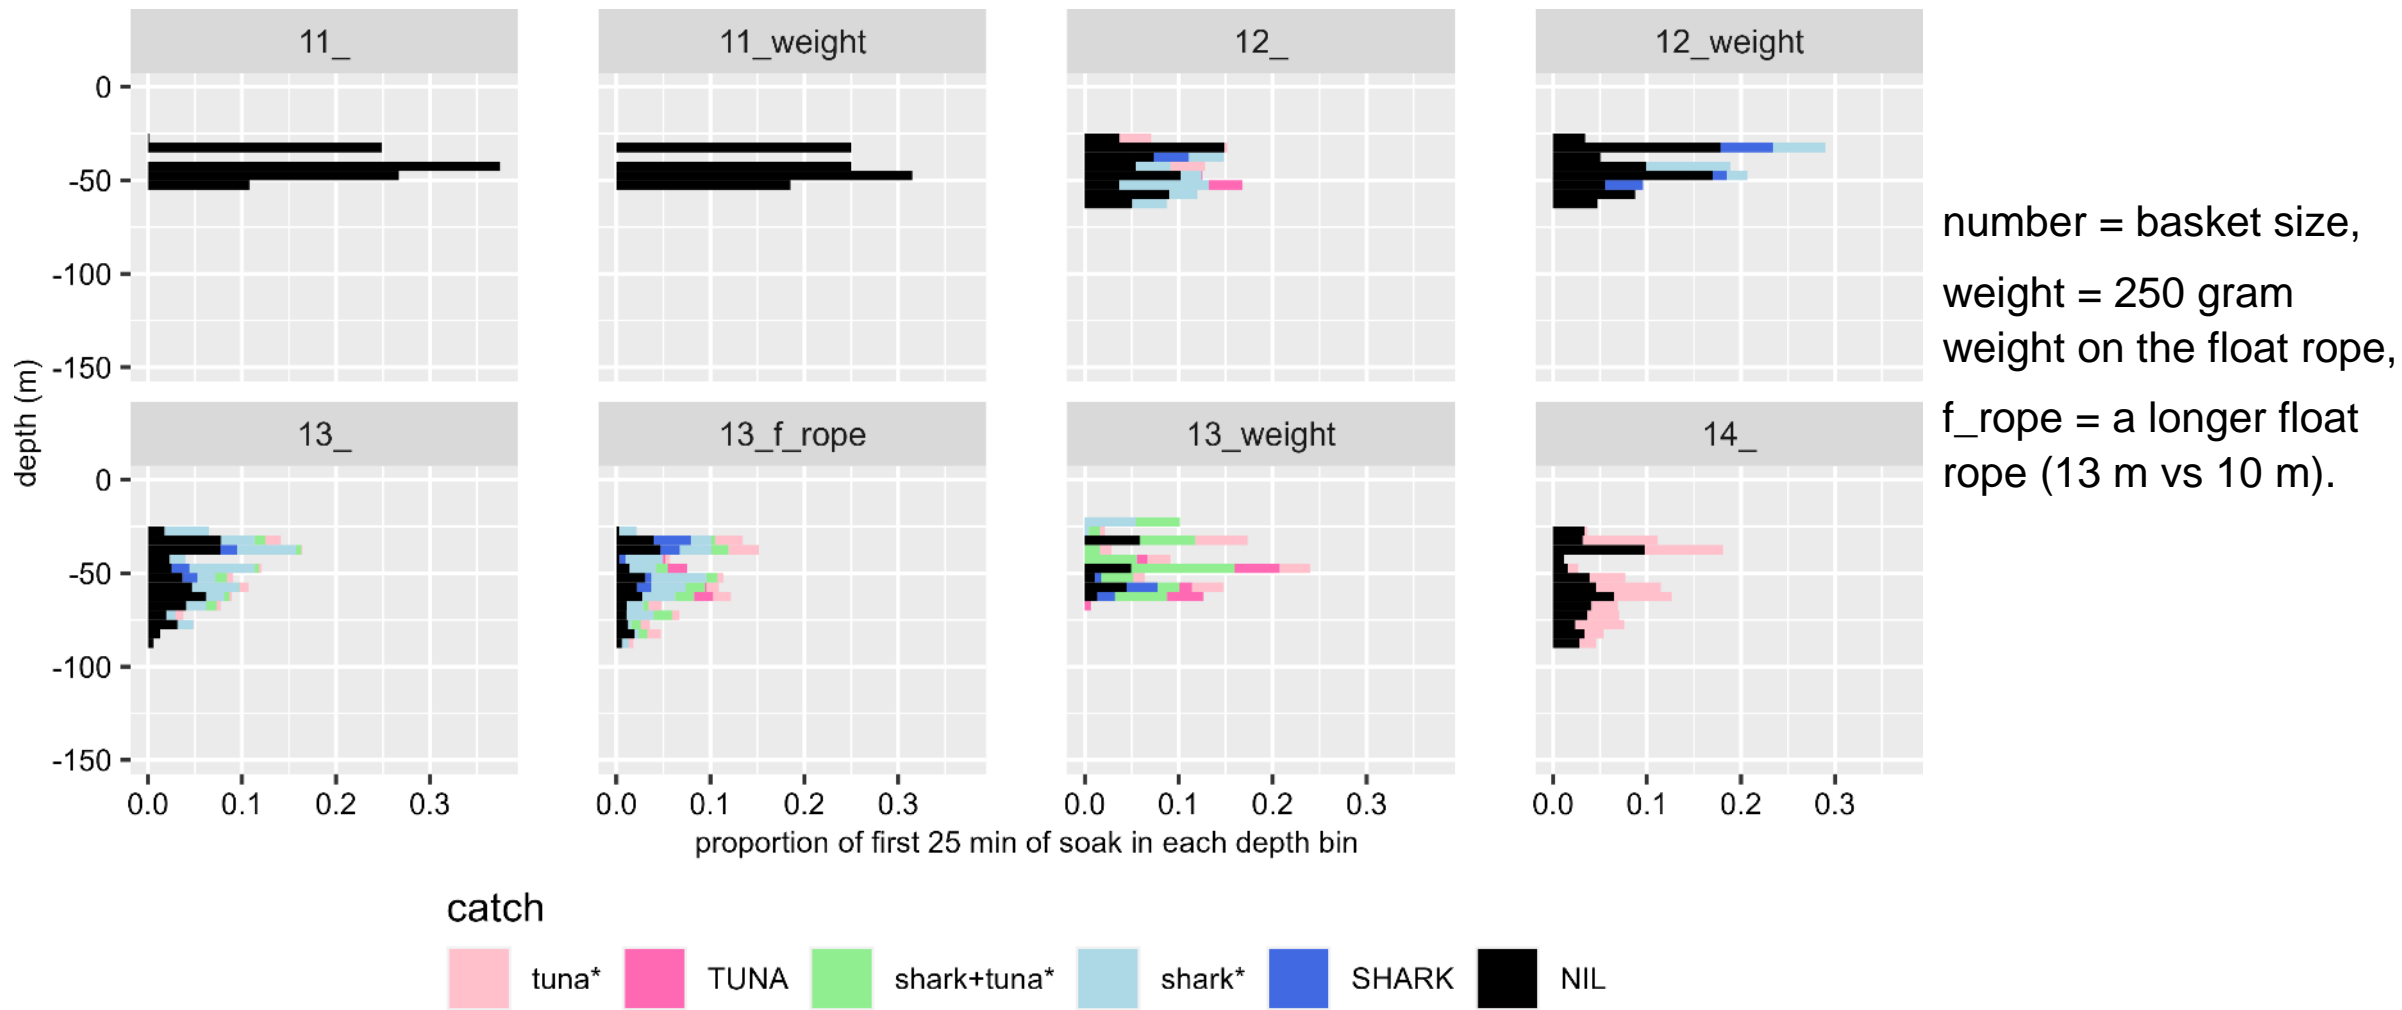 11_
11_weight
12_
12_weight
0
-50
-100
-150
depth (m)
13_
13_f_rope
13_weight
14_
0
-50
-100
-150
0.0 0.1 0.2 0.3
0.0 0.1 0.2 0.3
0.0 0.1 0.2 0.3
0.0 0.1 0.2 0.3
proportion of first 25 min of soak in each depth bin
catch
tuna* TUNA shark+tuna* shark* SHARK NIL
number = basket size,
weight = 250 gram
weight on the float rope,
f_rope = a longer float
rope (13 m vs 10 m).